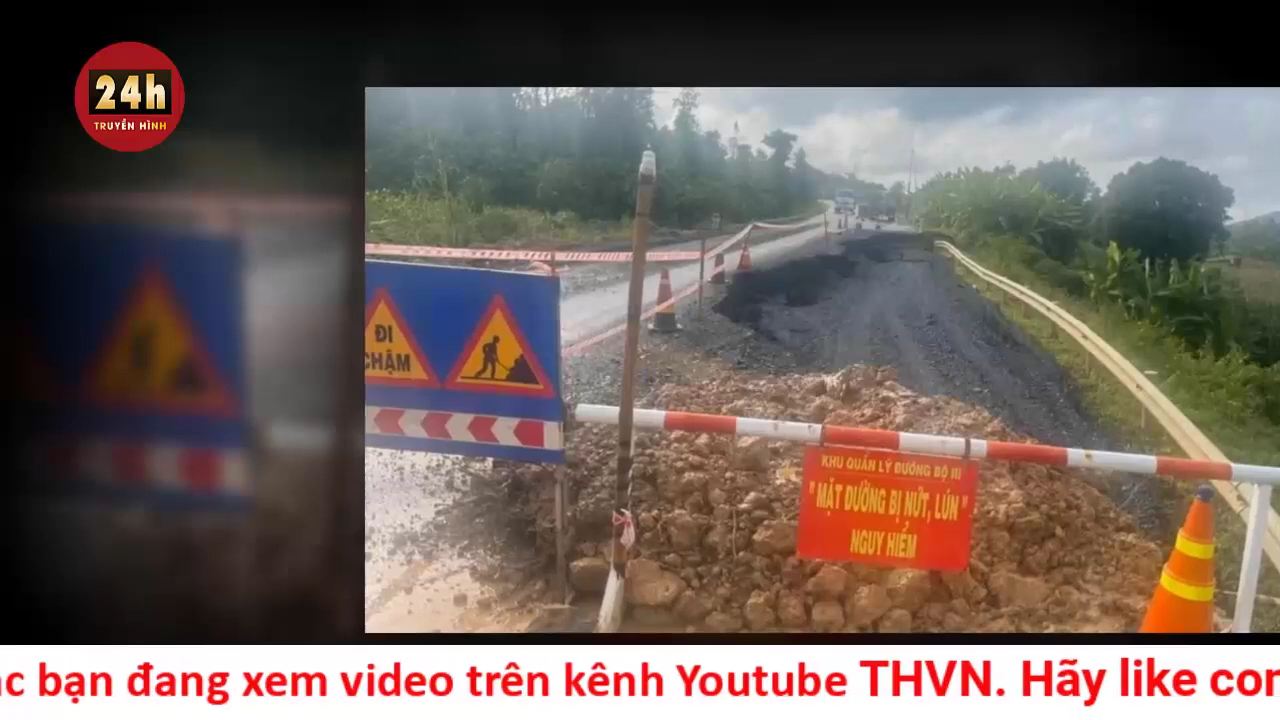 24h
TRUYỀN HÌNH
ĐI
CHẬM
KHU QUẢN LÝ ĐƯỜNG BỘ III
"MẶT ĐƯỜNG BỊ NỨT, LÚN"
NGUY HIỂM
bạn đang xem video trên kênh Youtube THVN. Hãy like